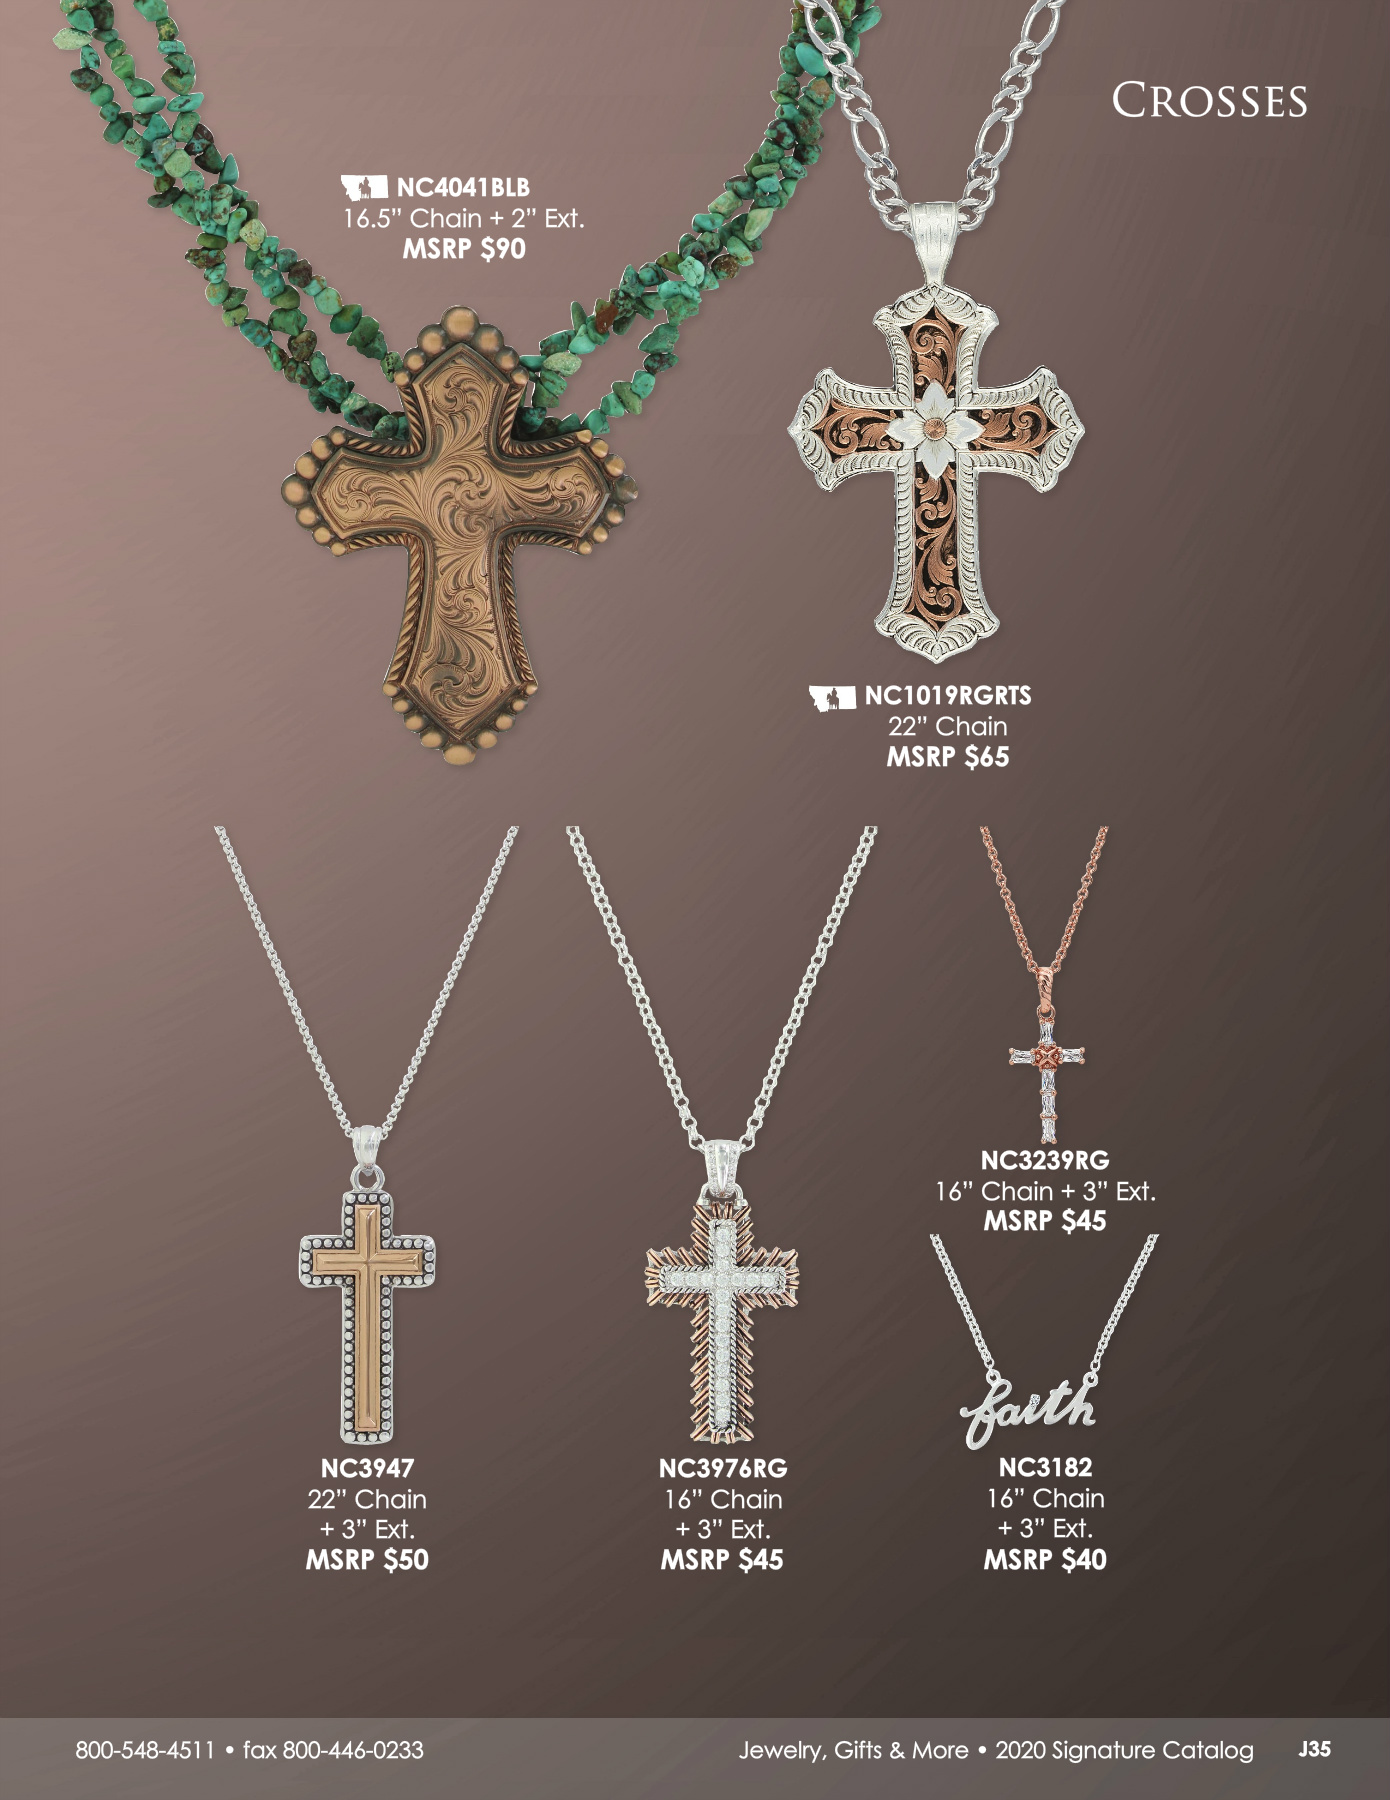 CROSSES
NC4041BLB
16.5” Chain + 2” Ext.
MSRP $90
NC1019RGRTS
22” Chain
MSRP $65
NC3239RG
16” Chain + 3” Ext.
MSRP $45
faith
NC3947
22” Chain
+ 3” Ext.
MSRP $50
NC3976RG
16” Chain
+ 3” Ext.
MSRP $45
NC3182
16” Chain
+ 3” Ext.
MSRP $40
800-548-4511 • fax 800-446-0233
Jewelry, Gifts & More • 2020 Signature Catalog J35